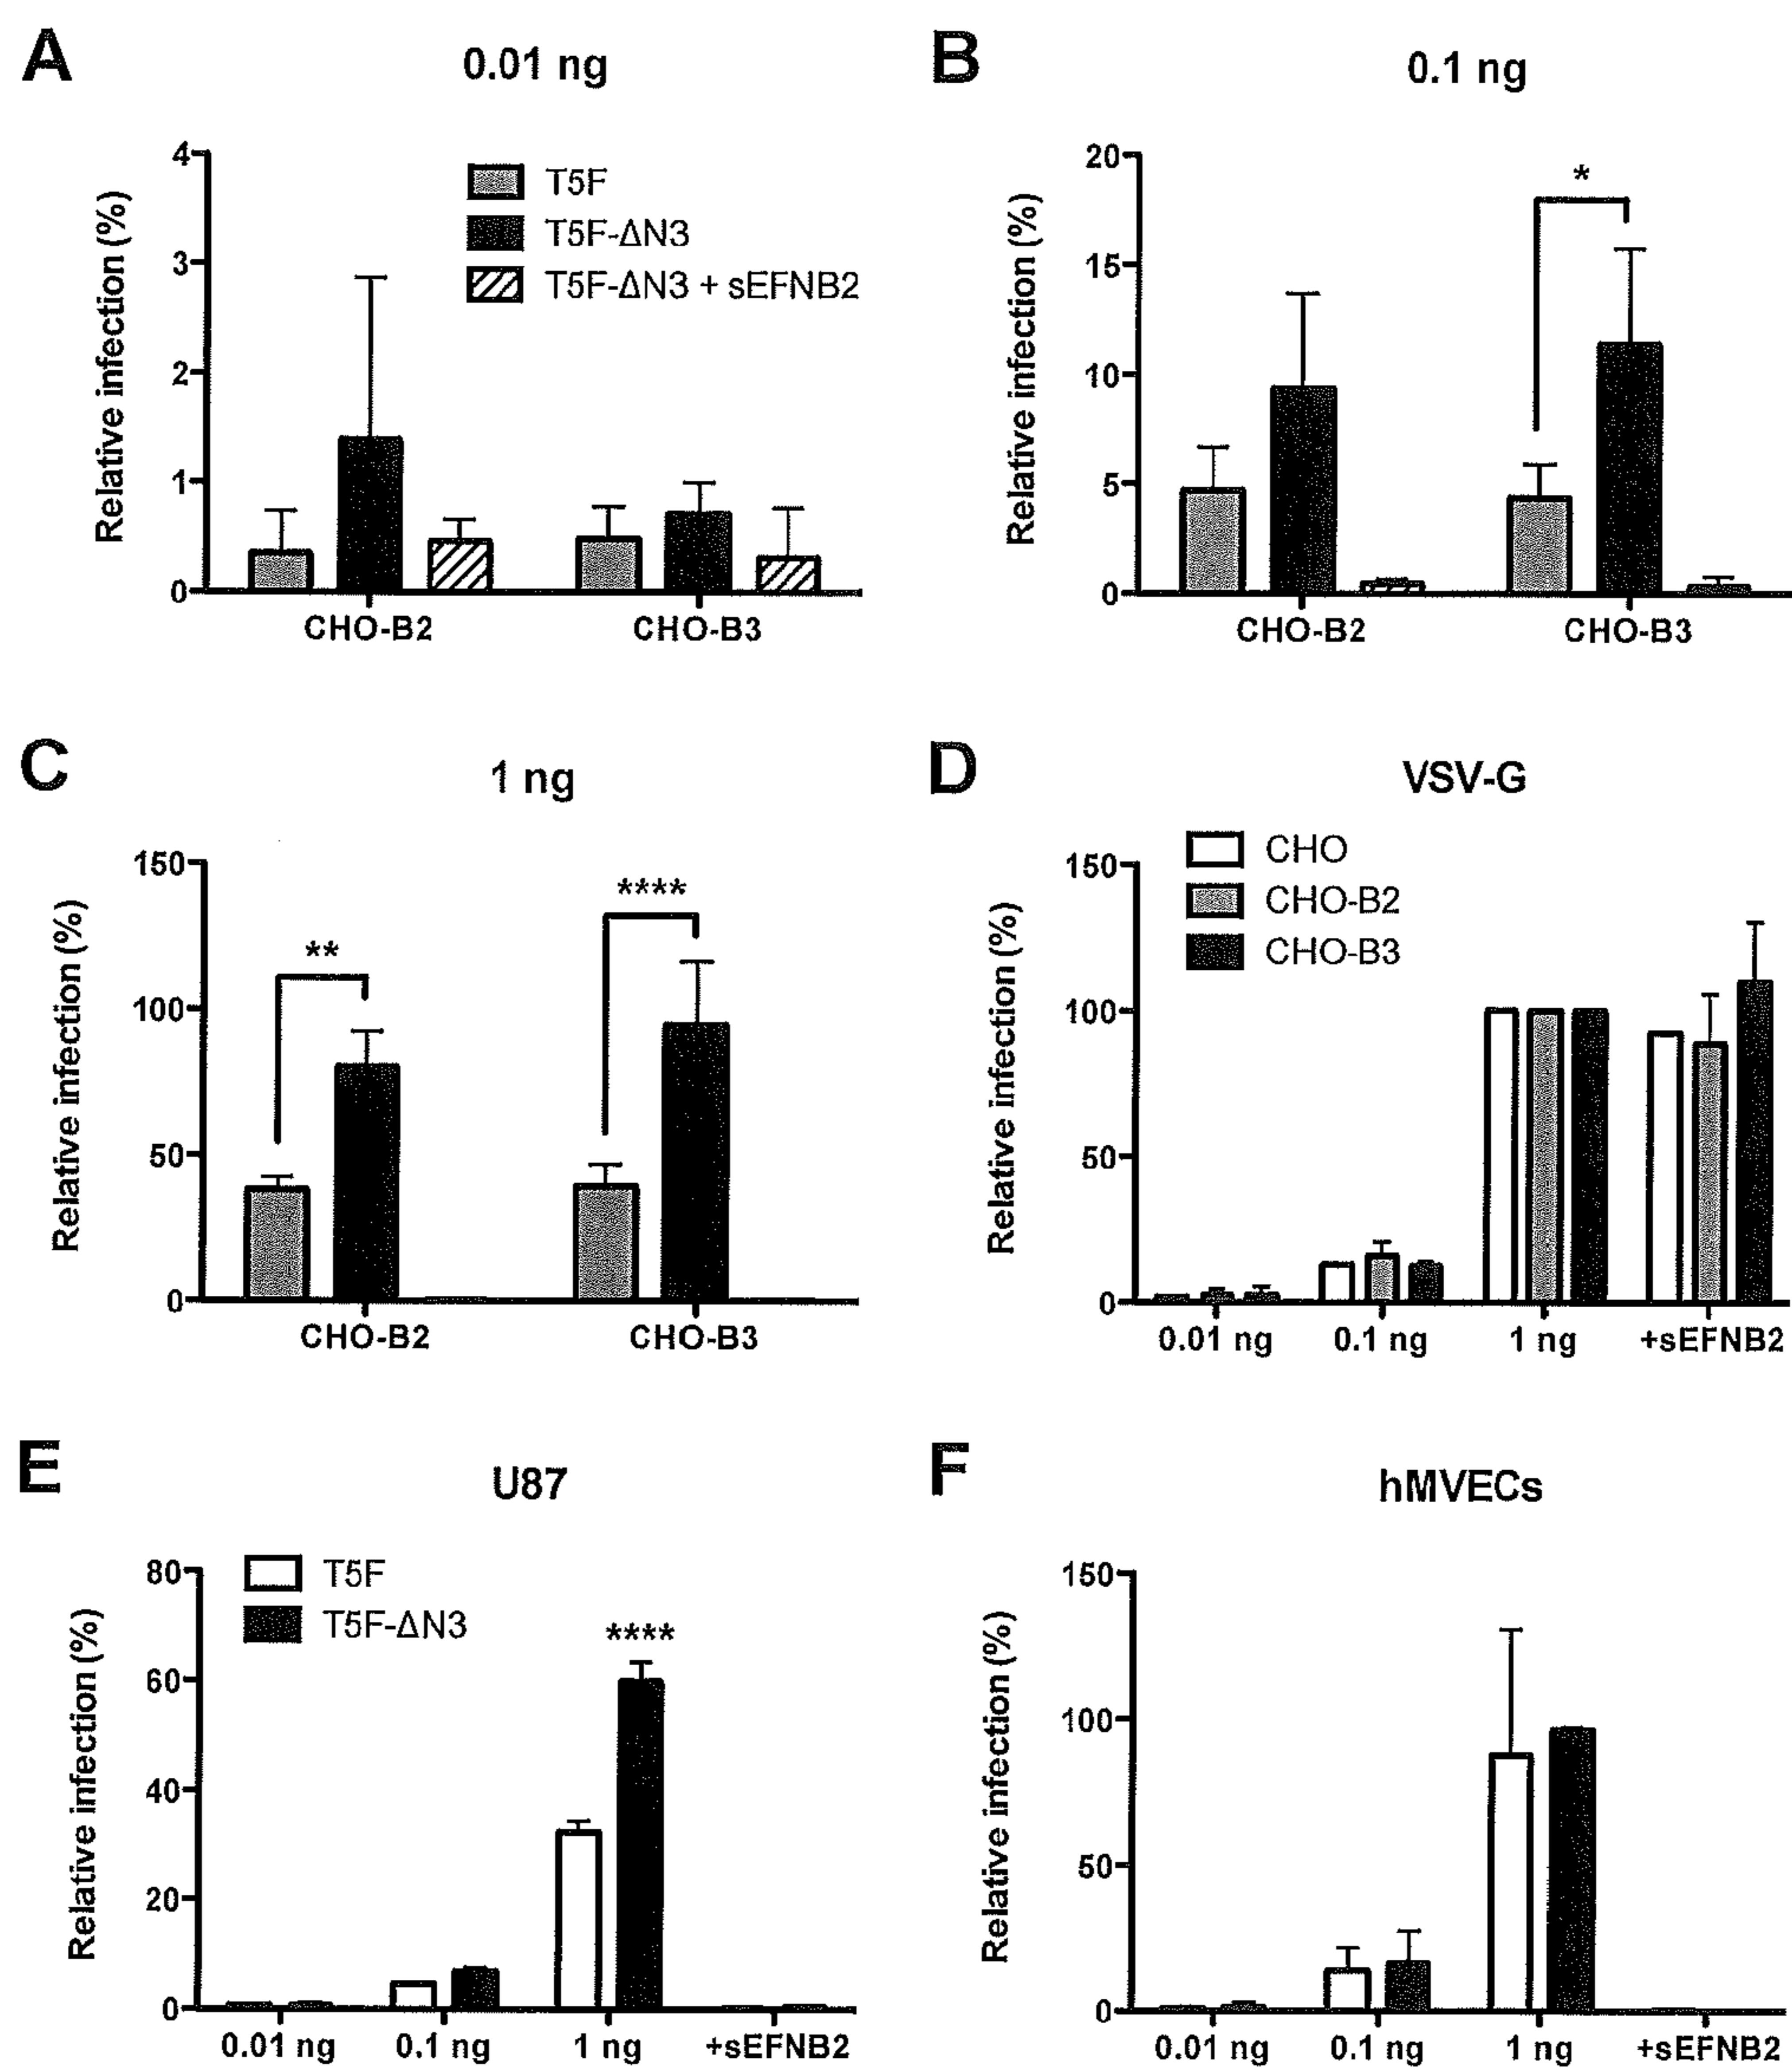 A
0.01 ng
Relative infection (%)
4
3
2
1
0
T5F
T5F-ΔN3
T5F-ΔN3 + sEFNB2
CHO-B2
CHO-B3
B
0.1 ng
Relative infection (%)
20
15
10
5
0
*
CHO-B2
CHO-B3
C
1 ng
Relative infection (%)
150
100
50
0
**
****
CHO-B2
CHO-B3
D
VSV-G
Relative infection (%)
150
100
50
0
CHO
CHO-B2
CHO-B3
0.01 ng
0.1 ng
1 ng
+sEFNB2
E
U87
Relative infection (%)
80
60
40
20
0
T5F
T5F-ΔN3
****
0.01 ng
0.1 ng
1 ng
+sEFNB2
F
hMVECs
Relative infection (%)
150
100
50
0
0.01 ng
0.1 ng
1 ng
+sEFNB2